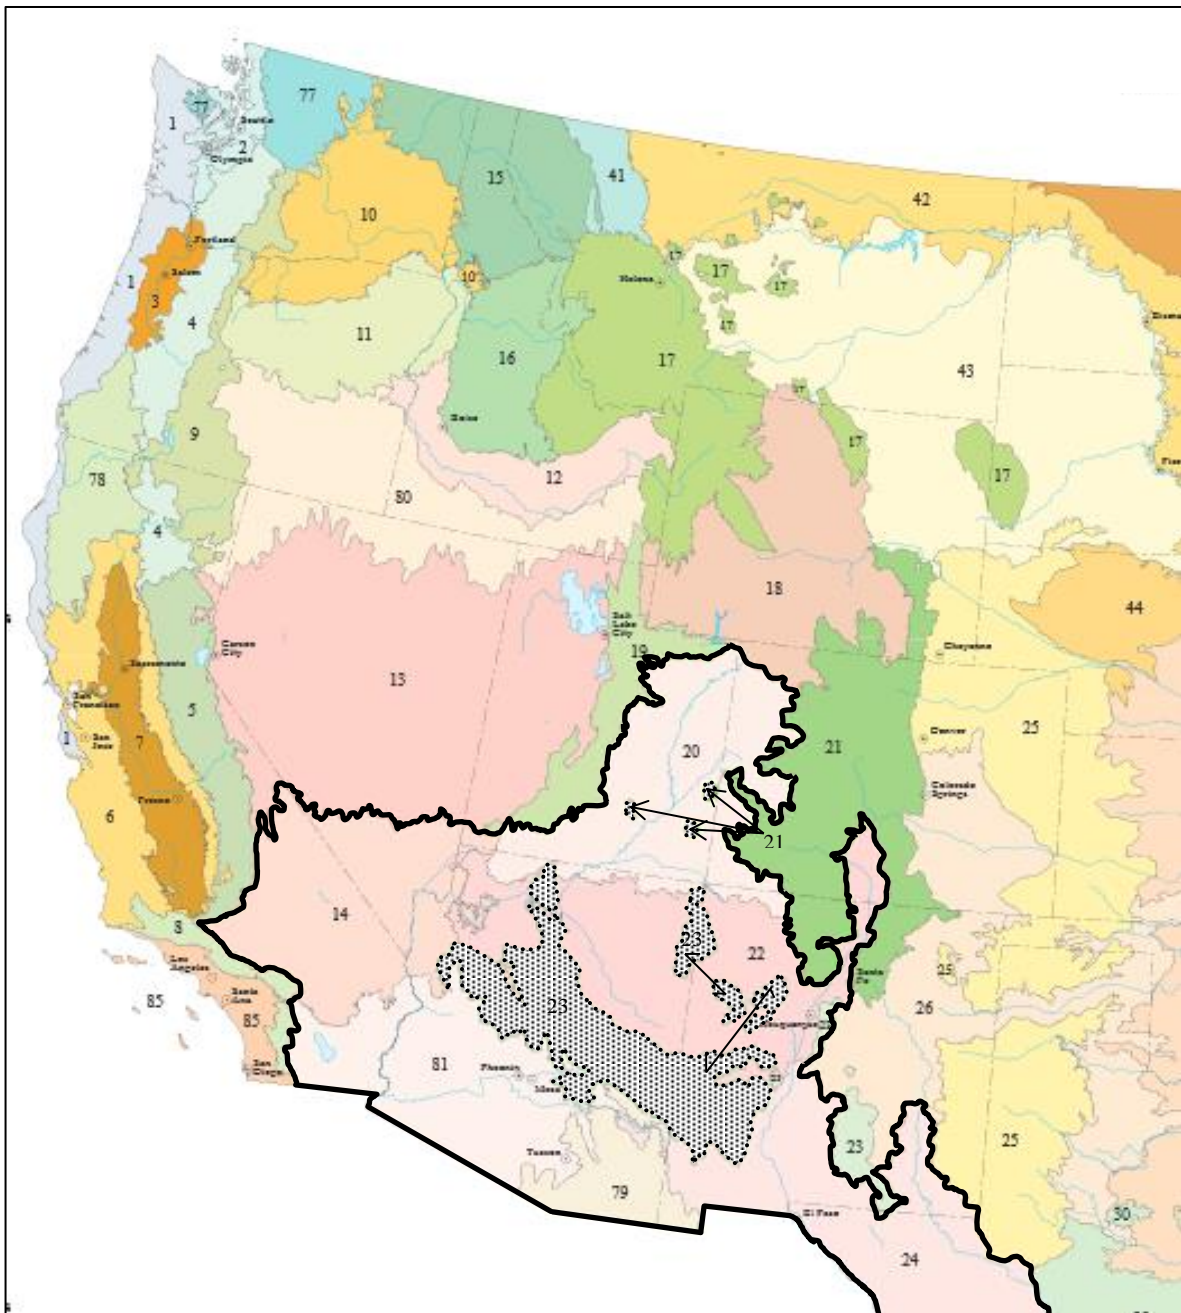 77
77
1
Seattle
2
Olympia
15
41
42
10
Portland
1
3
Salem
4
10
11
Helena
17
17
17
17
16
17
43
Boise
9
17
17
17
78
12
80
4
18
44
Salt
Lake
City
Carson
City
19
Cheyenne
Sacramento
San
Francisco
San
Jose
1
5
7
13
20
21
Denver
25
Colorado
Springs
Fresno
6
21
8
14
23
22
Los
Angeles
Santa
Ana
85
85
Santa
Fe
25
26
23
Albuquerque
San
Diego
81
Phoenix
Mesa
23
25
Tucson
79
El Paso
30
24